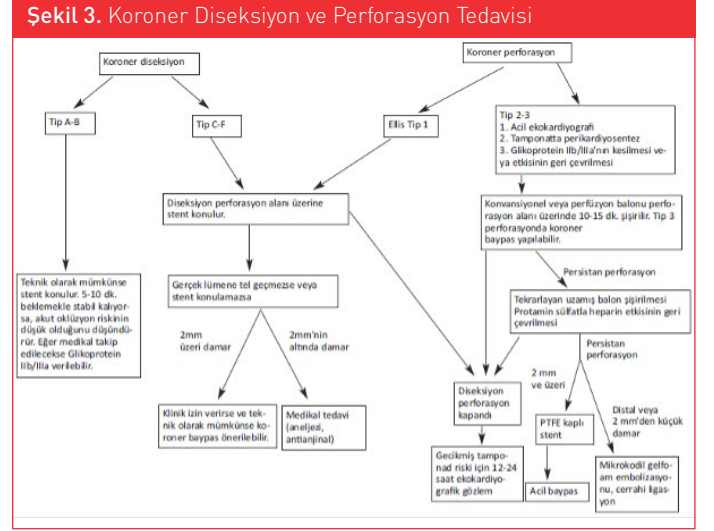 Şekil 3. Koroner Diseksiyon ve Perforasyon Tedavisi
Koroner diseksiyon
Koroner perforasyon
Tip A-B
Tip C-F
Ellis Tip 1
Tip 2-3
1. Acil ekokardiyografi
2. Tamponatta perikardiyosentez
3. Glikoprotein IIb/IIIa'nın kesilmesi ve-
ya etkisinin geri çevrilmesi
Diseksiyon perforasyon alanı üzerine
stent konulur.
Konvansiyonel veya perfüzyon balonu perfo-
rasyon alanı üzerinde 10-15 dk. şişirilir. Tip 3
perforasyonda koroner
baypas yapılabilir.
Teknik olarak mümkünse
stent konulur. 5-10 dk.
beklemekle stabil kalıyor-
sa, akut oklüzyon riskinin
düşük olduğunu düşündü-
rür. Eğer medikal takip
edilecekse Glikoprotein
IIb/IIIa verilebilir.
Gerçek lümene tel geçmezse veya
stent konulamazsa
Persistan perforasyon
Tekrarlayan uzamış balon şişirilmesi
Protamin sülfatla heparin etkisinin geri
çevrilmesi
2mm
üzeri damar
2mm'nin
altında damar
Persistan
perforasyon
2 mm
ve üzeri
Distal veya
2 mm'den küçük
damar
Klinik izin verirse ve tek-
nik olarak mümkünse ko-
roner baypas önerilebilir.
Medikal tedavi
(aneljezi,
antianjinal)
Diseksiyon
perforasyon
kapandı
PTFE kaplı
stent
Gecikmiş tampo-
nad riski için 12-24
saat ekokardiyo-
grafik gözlem
Acil baypas
Mikrokodil gelfo-
am embolizasyo-
nu, cerrahi ligas-
yon